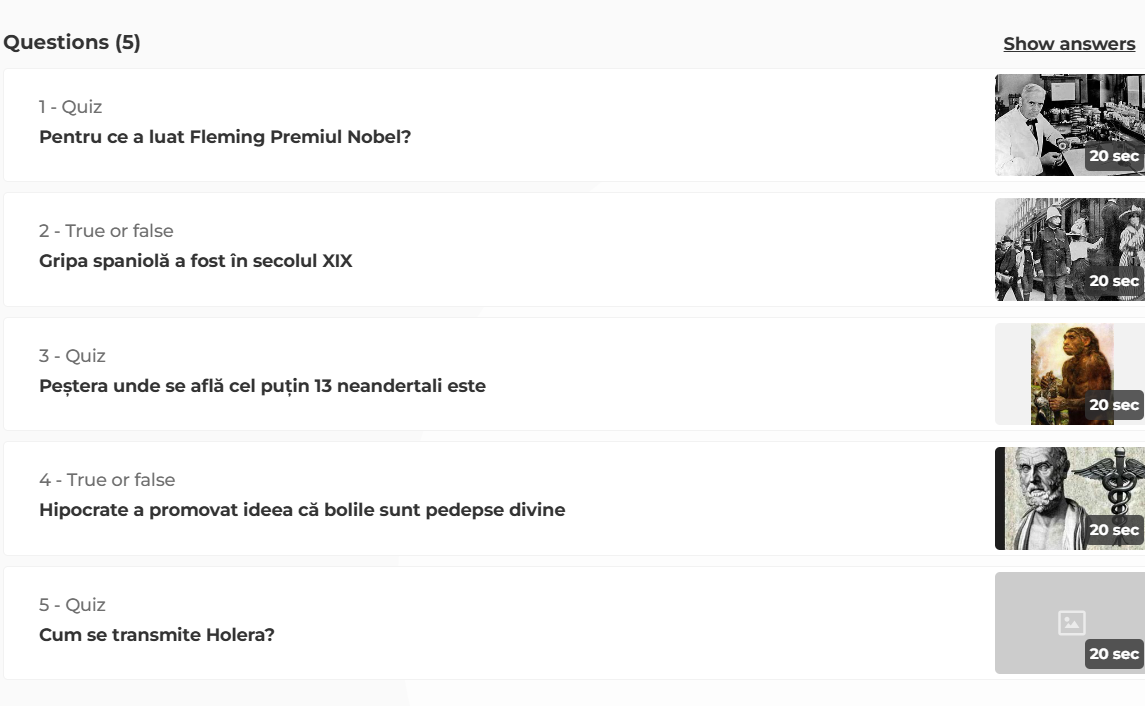 Questions (5)
Show answers
1 - Quiz
Pentru ce a luat Fleming Premiul Nobel?
20 sec
2 - True or false
Gripa spaniolă a fost în secolul XIX
20 sec
3 - Quiz
Peștera unde se află cel puțin 13 neandertali este
20 sec
4 - True or false
Hipocrate a promovat ideea că bolile sunt pedepse divine
20 sec
5 - Quiz
Cum se transmite Holera?
20 sec